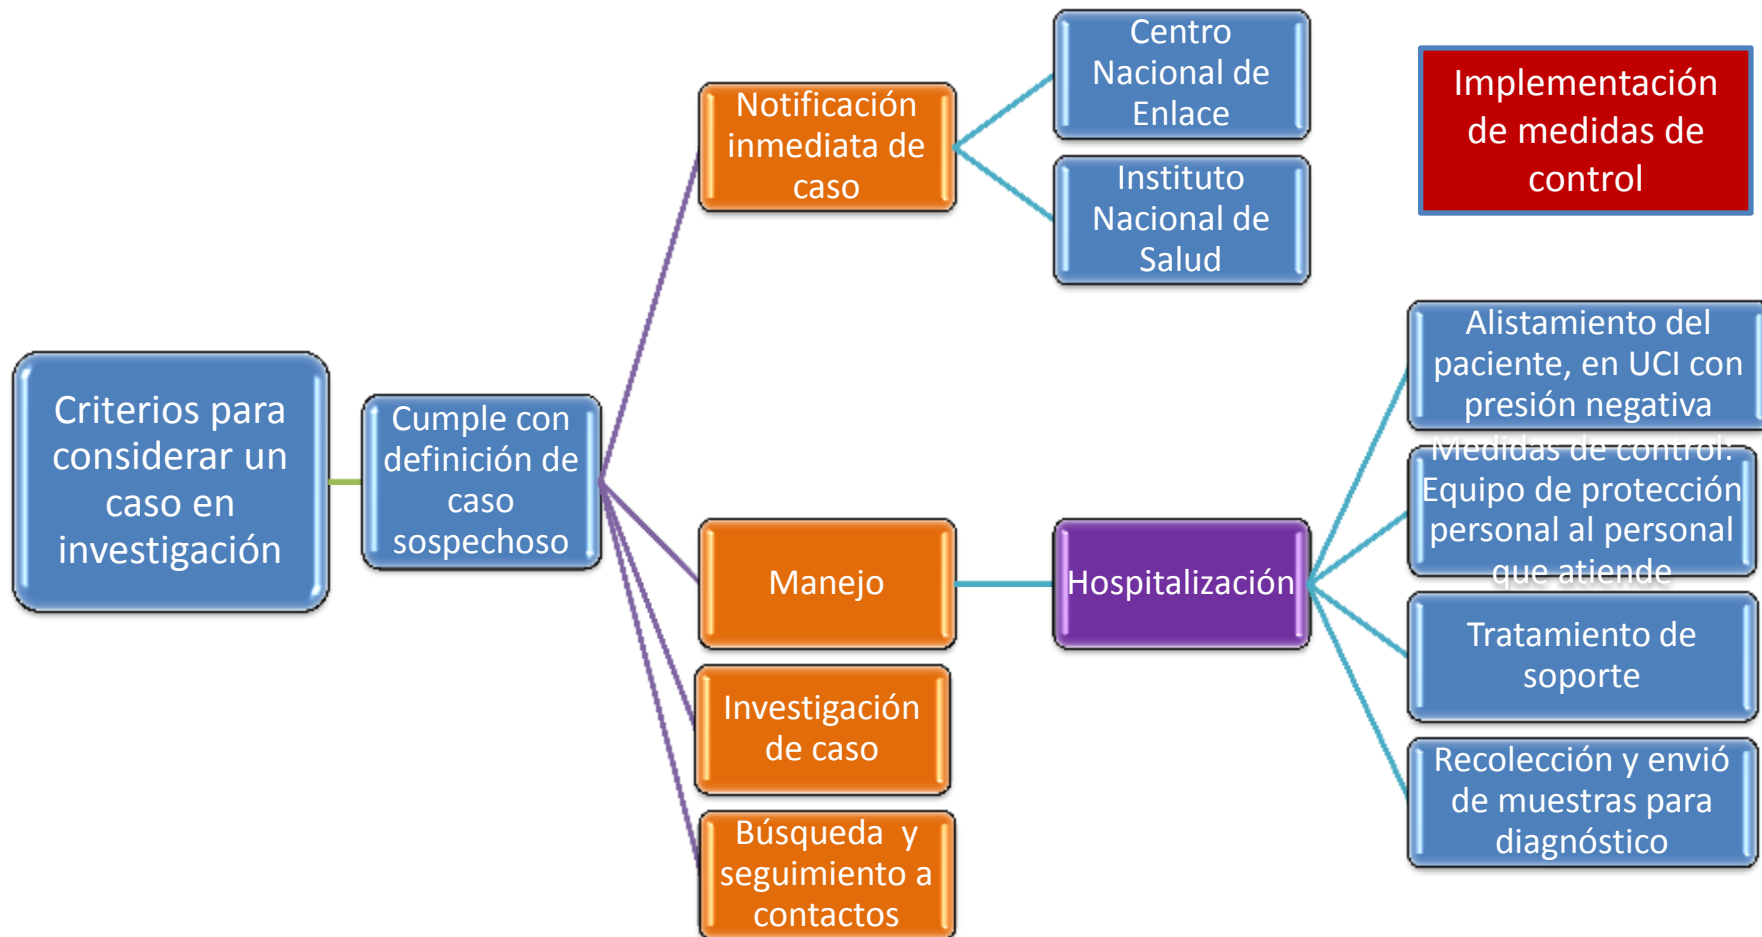 Criterios para
considerar un
caso en
investigación
Cumple con
definición de
caso
sospechoso
Notificación
inmediata de
caso
Centro
Nacional de
Enlace
Instituto
Nacional de
Salud
Implementación
de medidas de
control
Manejo
Hospitalización
Alistamiento del
paciente, en UCI con
presión negativa
Medidas de control:
Equipo de protección
personal al personal
que atiende
Tratamiento de
soporte
Recolección y envió
de muestras para
diagnóstico
Investigación
de caso
Búsqueda y
seguimiento a
contactos